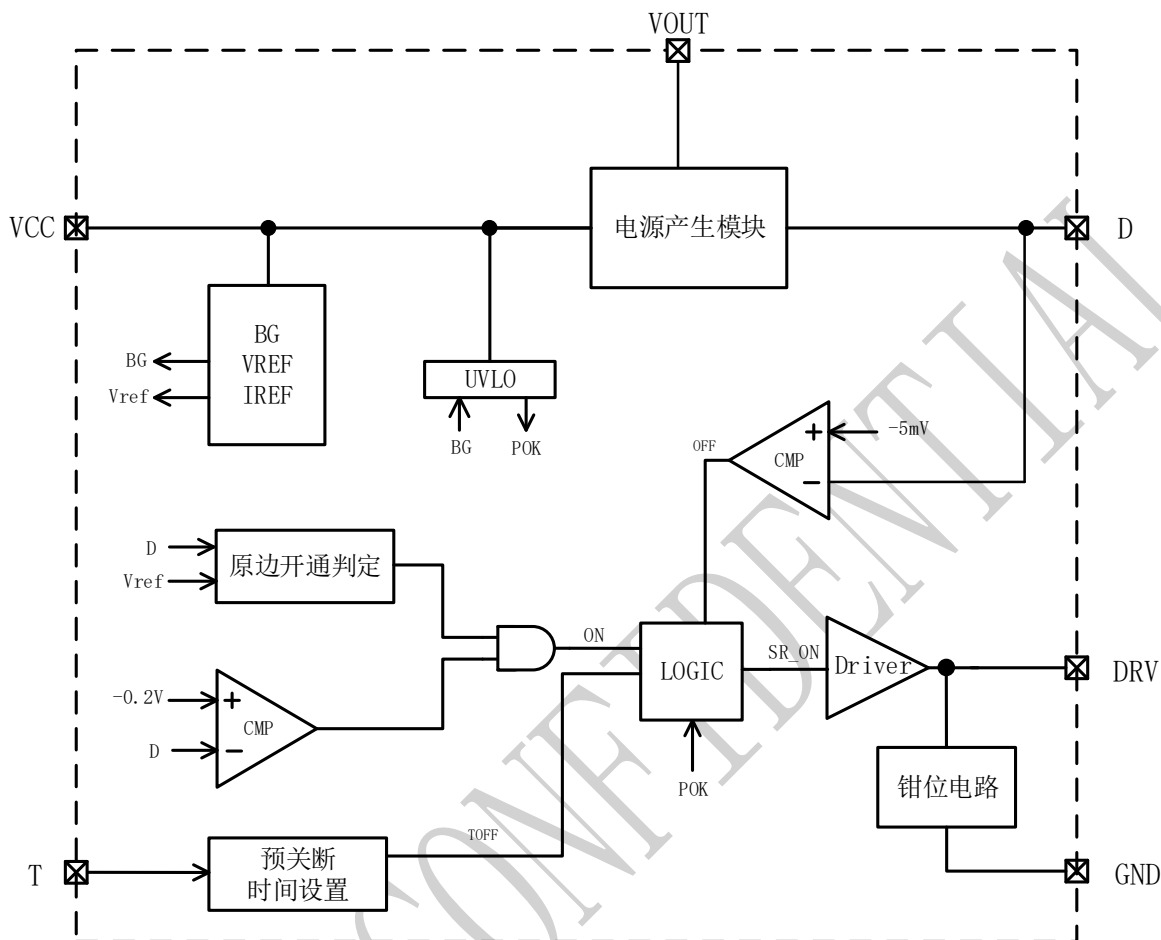 VOUT
VCC
电源产生模块
D
BG
VREF
IREF
BG
Vref
UVLO
BG
POK
+
-5mV
OFF
CMP
−
D
Vref
原边开通判定
ON
LOGIC
SR_ON
Driver
DRV
-0.2V
+
CMP
D
−
POK
钳位电路
TOFF
T
预关断
时间设置
GND
CONFIDENTIAL